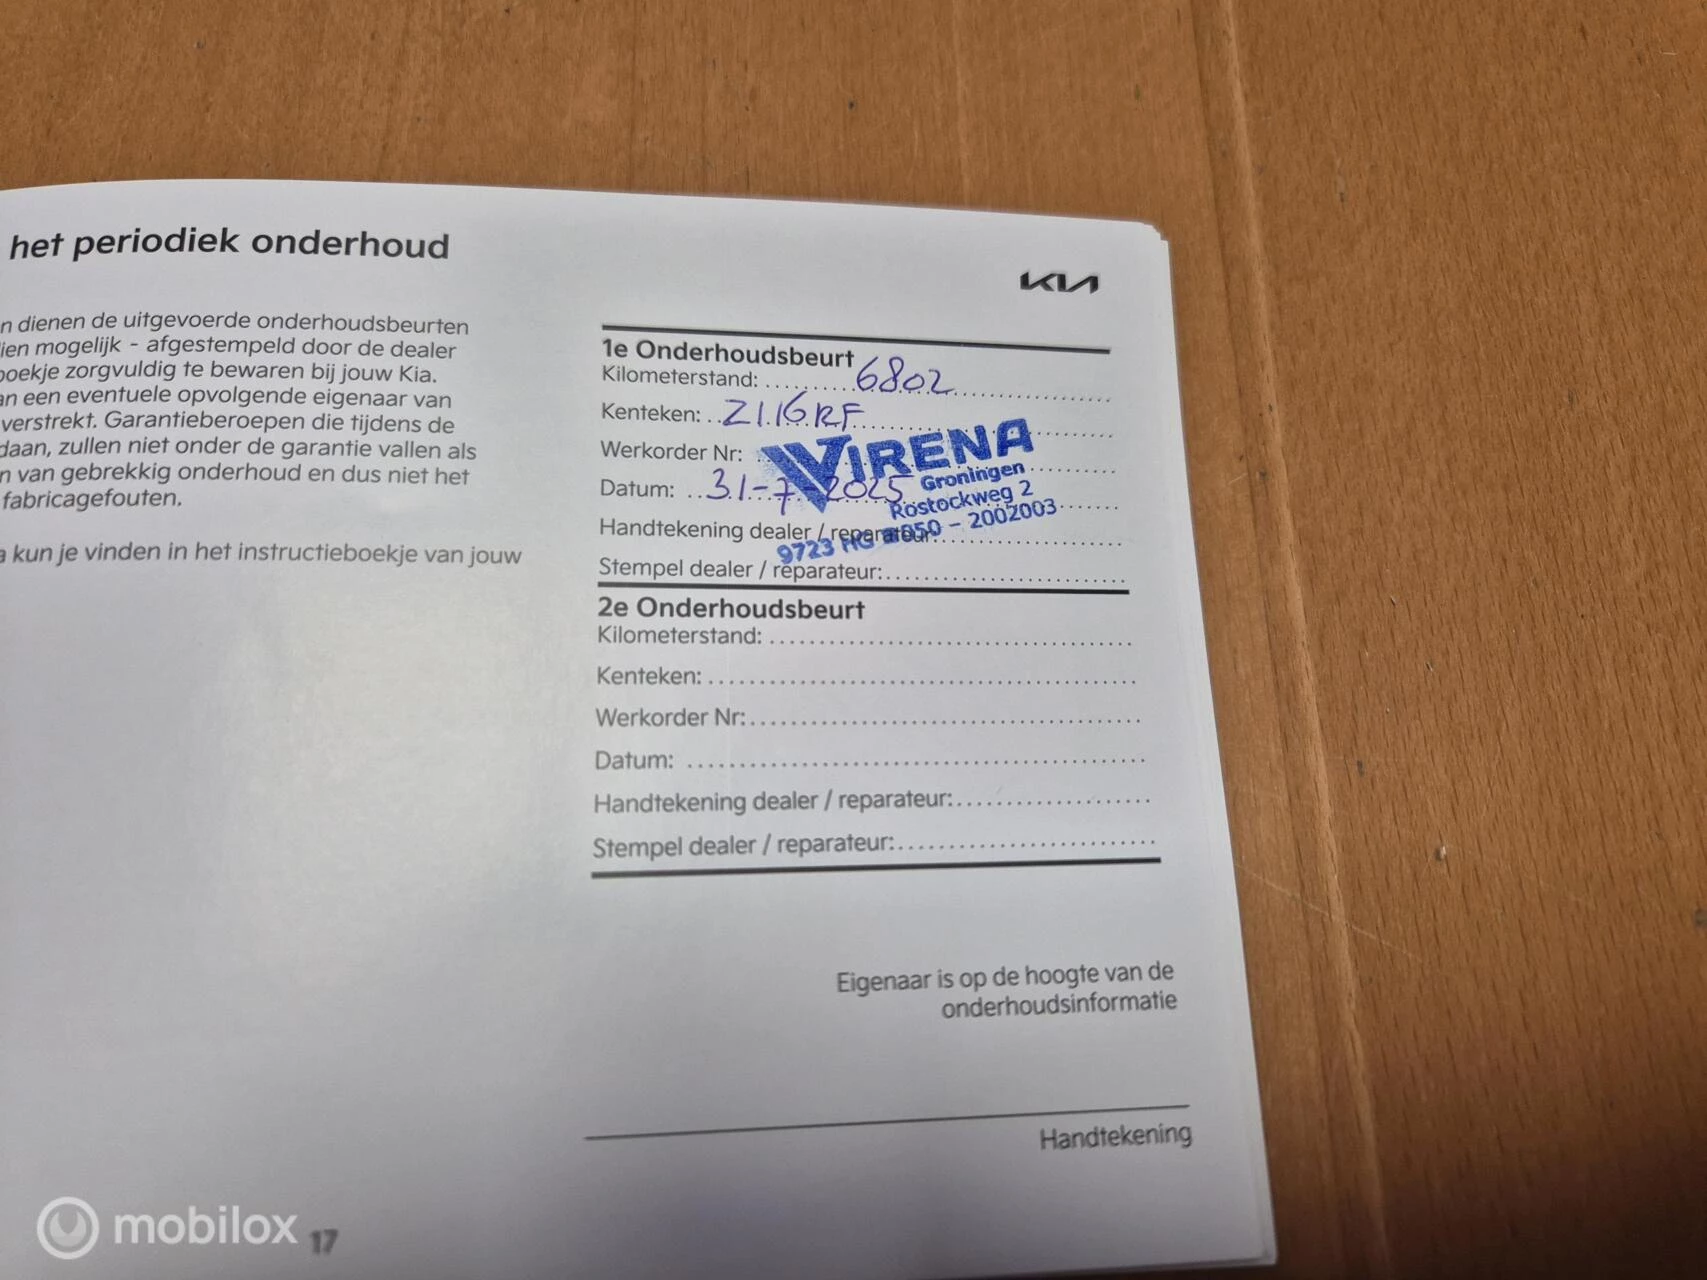 het periodiek onderhoud
n dienen de uitgevoerde onderhoudsbeurten
lien mogelijk - afgestempeld door de dealer
boekje zorgvuldig te bewaren bij jouw Kia.
an een eventuele opvolgende eigenaar van
verstrekt. Garantieberoepen die tijdens de
daan, zullen niet onder de garantie vallen als
n van gebrekkig onderhoud en dus niet het
fabricagefouten.
a kun je vinden in het instructieboekje van jouw
KIA
1e Onderhoudsbeurt
Kilometerstand: 6802
Kenteken: Z116RF
Werkorder Nr:
Datum: 31-7-2025
Handtekening dealer / reparateur:
Stempel dealer / reparateur:
VIRENA
Groningen
Rostockweg 2
9723 HG 050 - 2002003
2e Onderhoudsbeurt
Kilometerstand:
Kenteken:
Werkorder Nr:
Datum:
Handtekening dealer / reparateur:
Stempel dealer / reparateur:
Eigenaar is op de hoogte van de
onderhoudsinformatie
Handtekening
17
mobilox